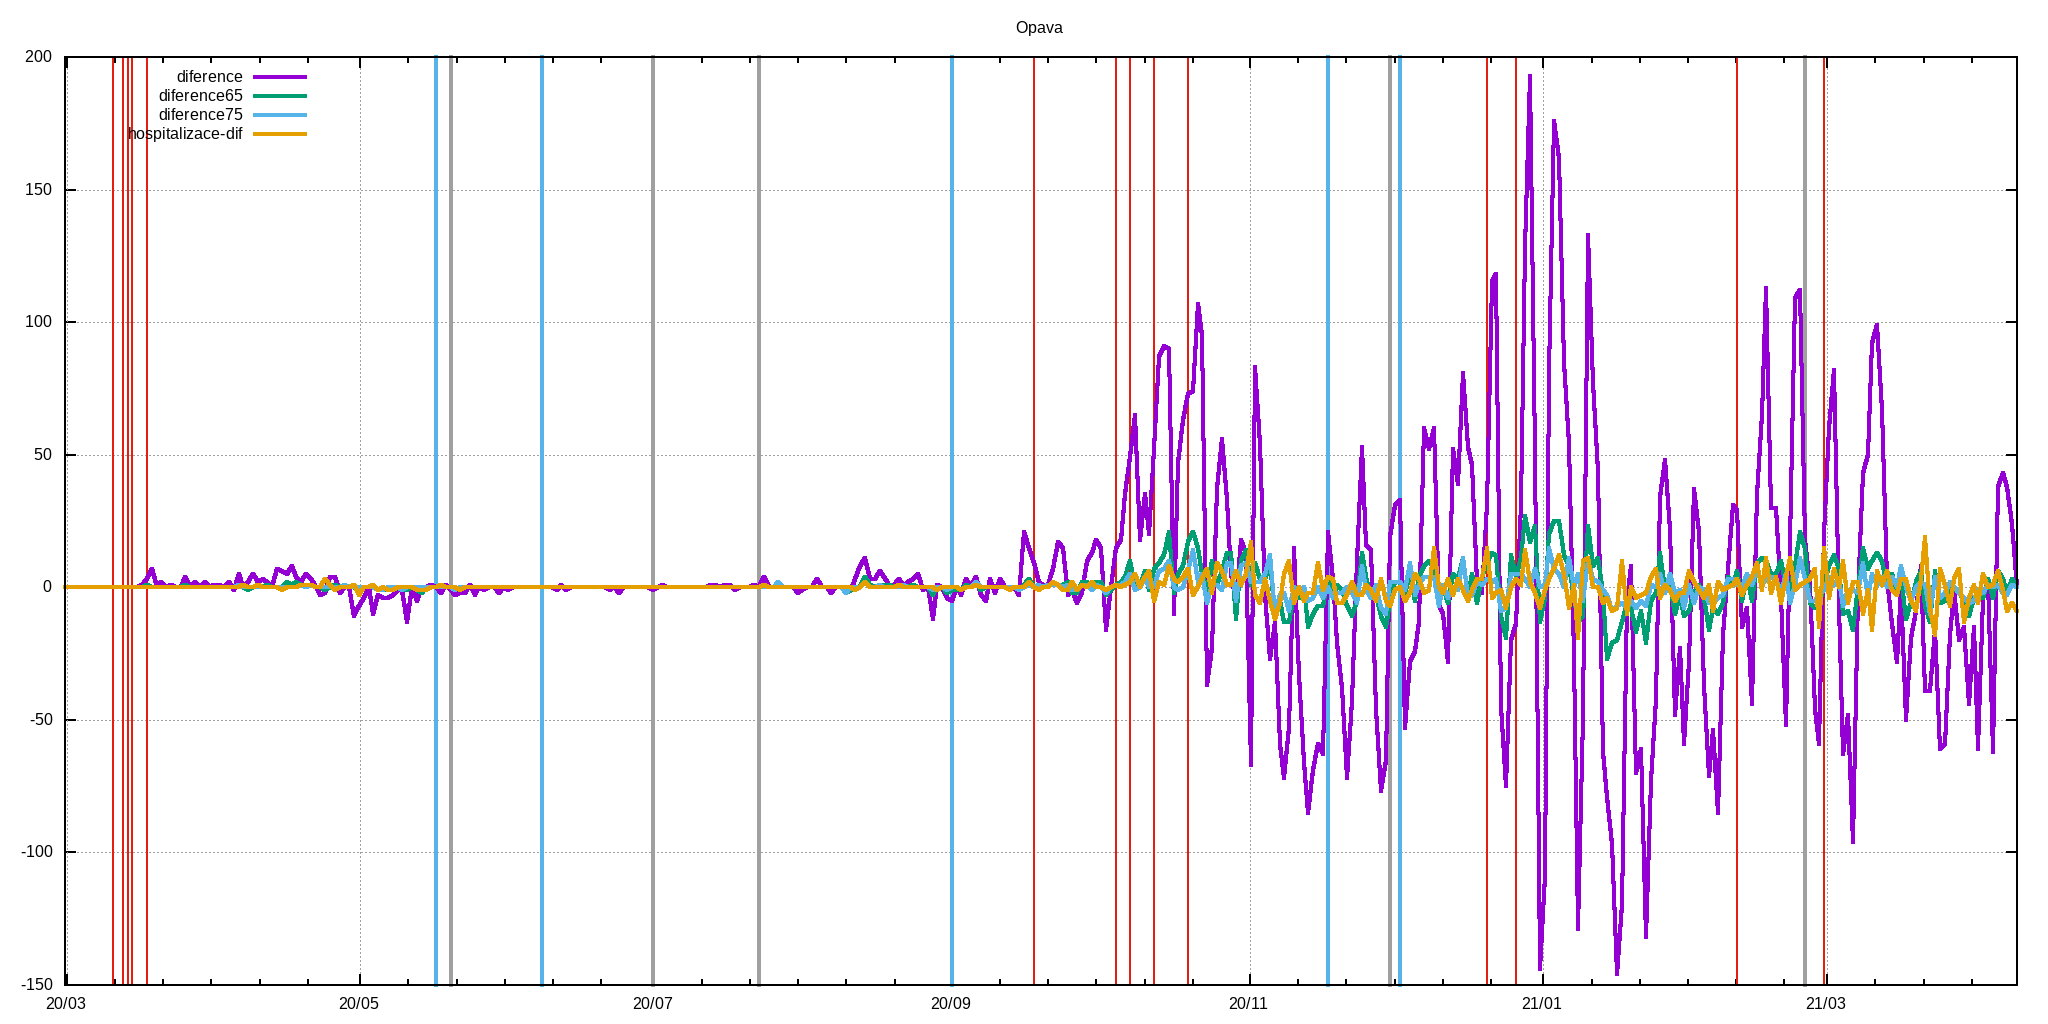 Opava
200
diference
diference65
diference75
hospitalizace-dif
150
100
50
0
-50
-100
-150
20/03 20/05 20/07 20/09 20/11 21/01 21/03